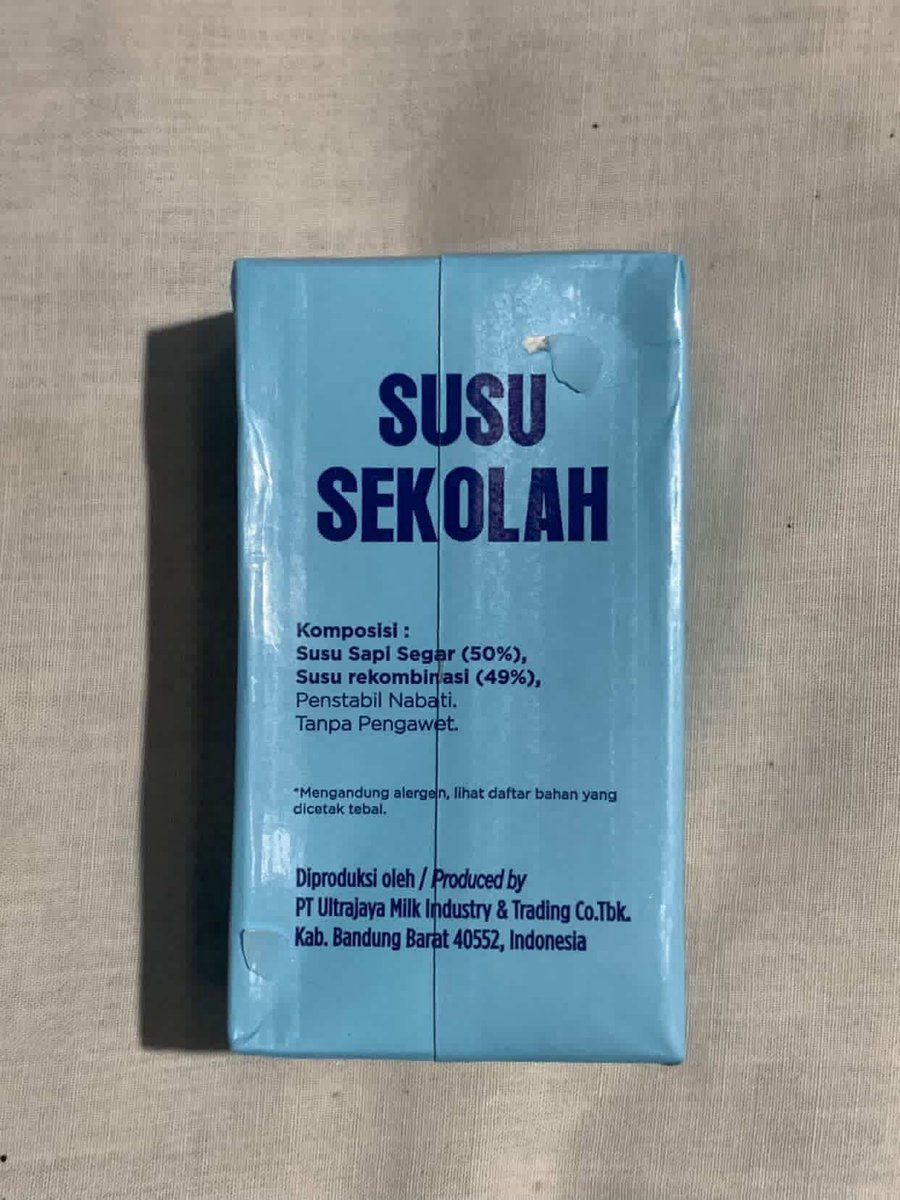 SUSU
SEKOLAH
Komposisi :
Susu Sapi Segar (50%),
Susu rekombinasi (49%),
Penstabil Nabati.
Tanpa Pengawet.
*Mengandung alergen, lihat daftar bahan yang
dicetak tebal.
Diproduksi oleh / Produced by
PT Ultrajaya Milk Industry & Trading Co.Tbk.
Kab. Bandung Barat 40552, Indonesia